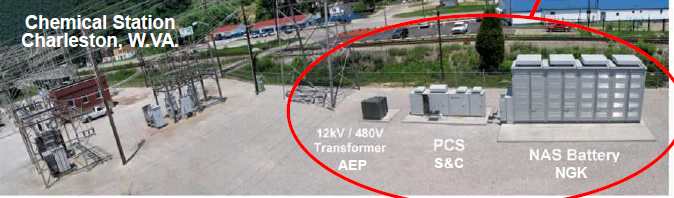 Chemical Station
Charleston, W.VA.
12kV / 480V
Transformer
AEP
PCS
S&C
NAS Battery
NGK